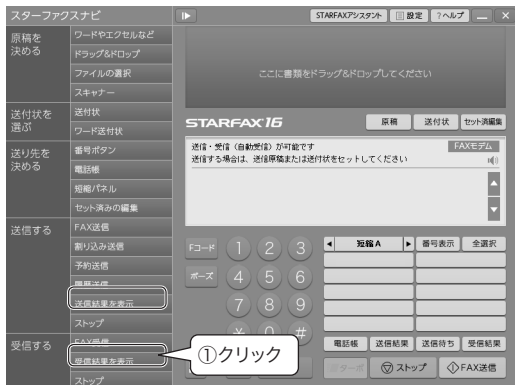 スターファクスナビ
STARFAXアシスタント 設定 ?ヘルプ
原稿を決める
ワードやエクセルなど
ドラッグ&ドロップ
ファイルの選択
スキャナー
送付状を選ぶ
送付状
ワード送付状
送り先を決める
番号ボタン
電話帳
短縮パネル
セット済みの編集
送信する
FAX送信
割り込み送信
予約送信
履歴送信
送信結果を表示
ストップ
受信する
FAX受信
受信結果を表示
ストップ
①クリック
ここに書類をドラッグ&ドロップしてください
STARFAX16
原稿 送付状 セット済編集
送信・受信(自動受信)が可能です
送信する場合は、送信原稿または送付状をセットしてください
FAXモデム
Fコード 1 2 3
ポーズ 4 5 6
7 8 9
* 0 #
短縮A 番号表示 全選択
電話帳 送信結果 送信待ち 受信結果
ストップ FAX送信